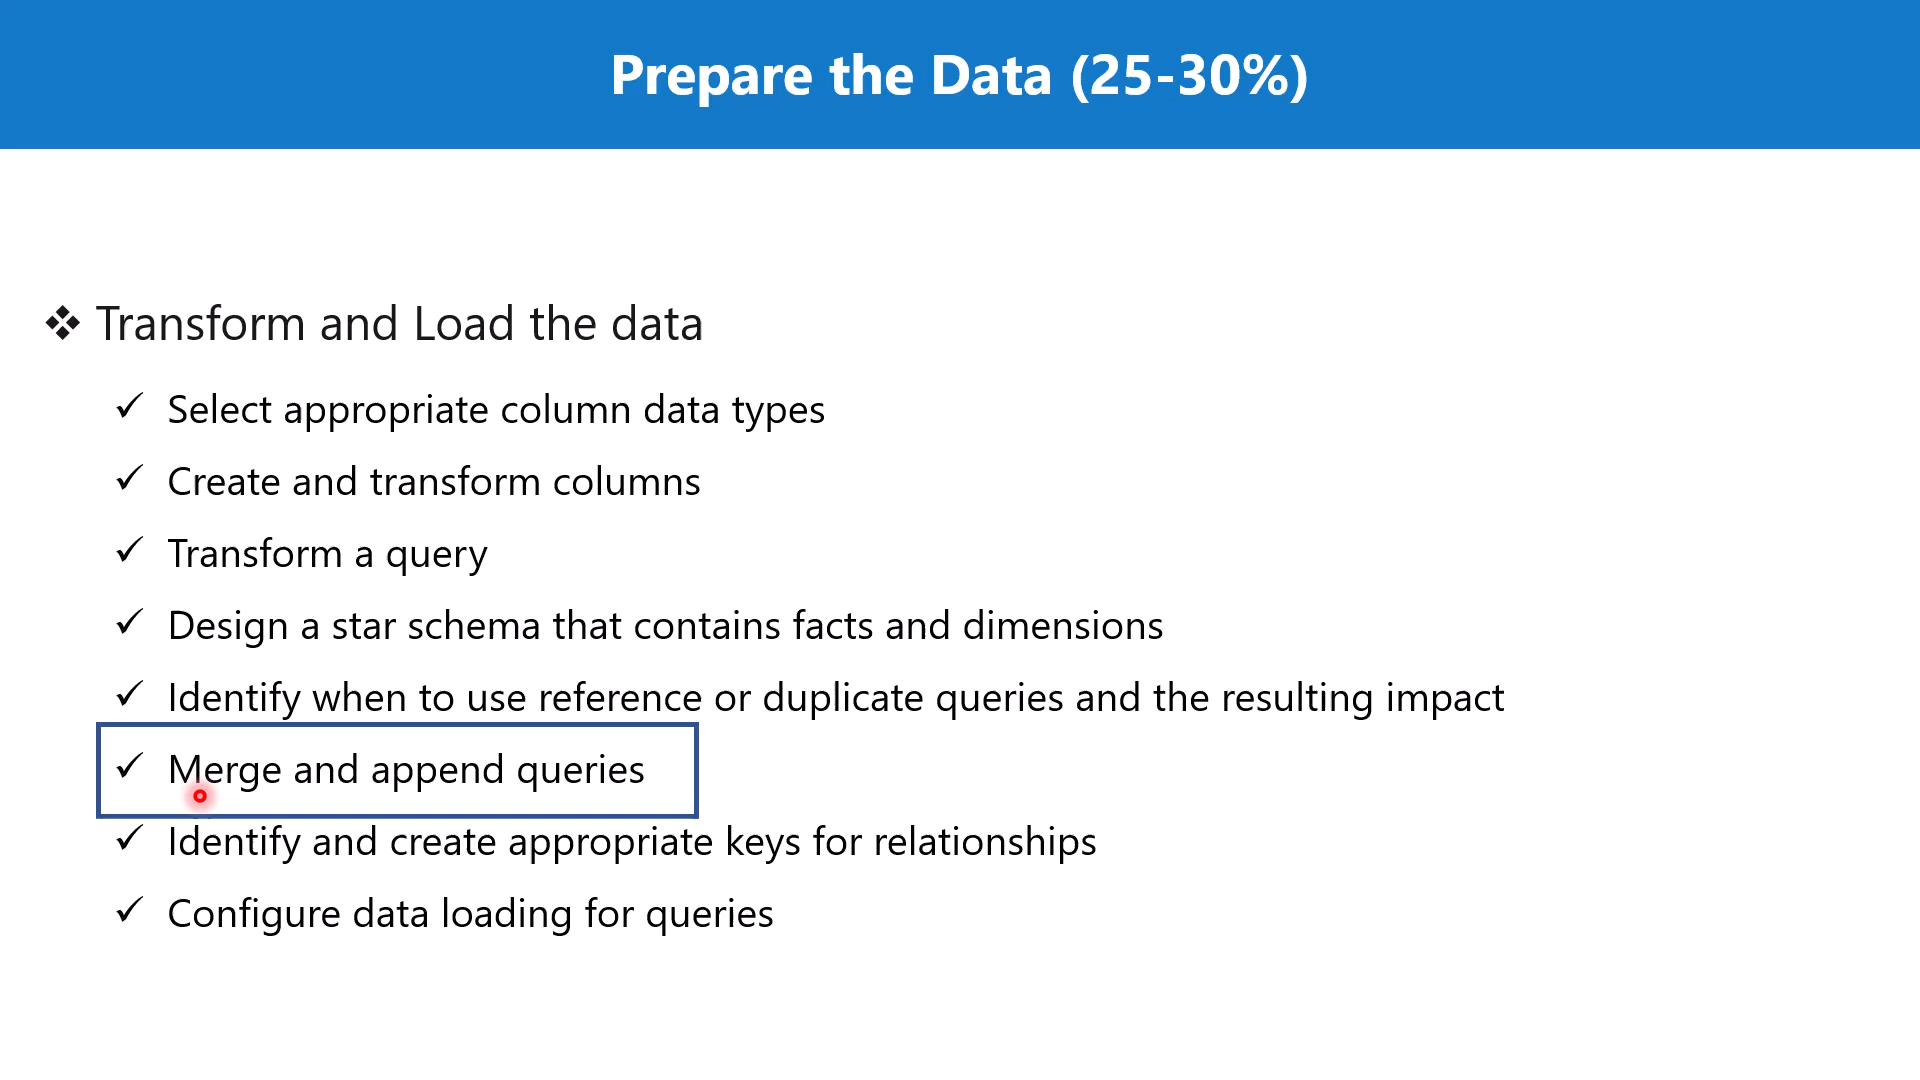 Prepare the Data (25-30%)
❖ Transform and Load the data
✓ Select appropriate column data types
✓ Create and transform columns
✓ Transform a query
✓ Design a star schema that contains facts and dimensions
✓ Identify when to use reference or duplicate queries and the resulting impact
✓ Merge and append queries
✓ Identify and create appropriate keys for relationships
✓ Configure data loading for queries